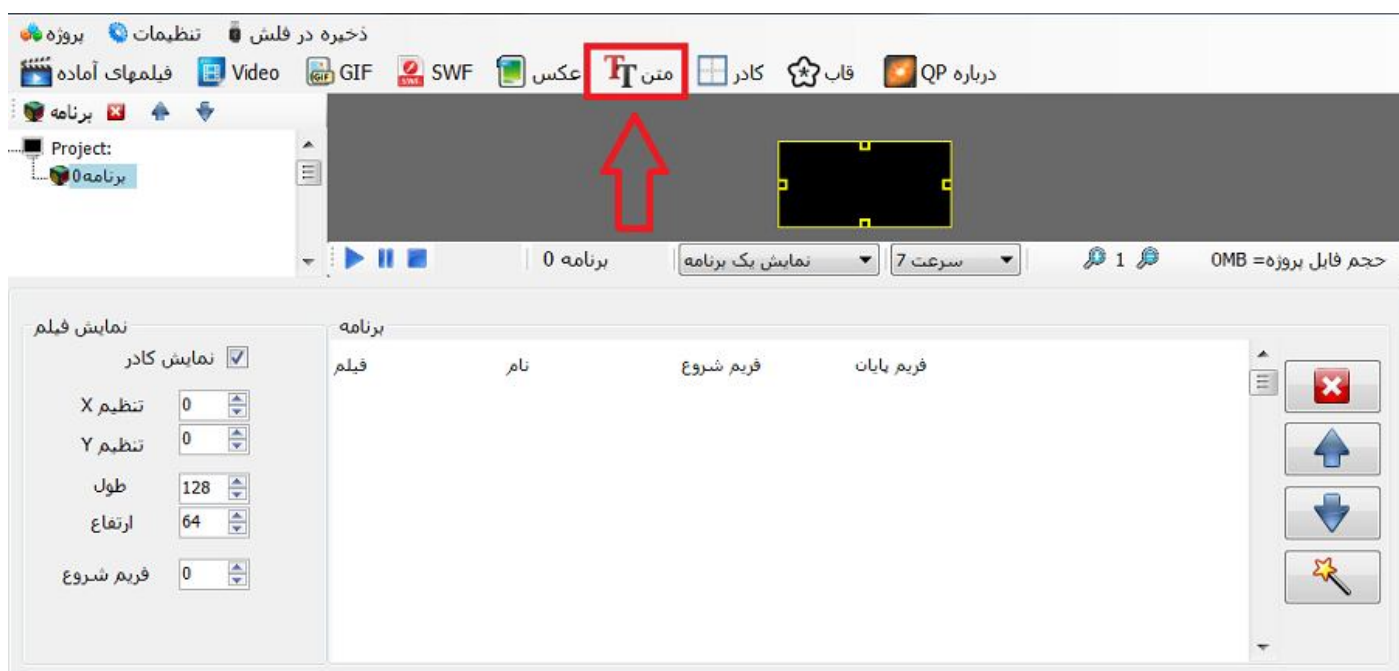 پروژه تنظیمات ذخیره در فلش
فیلمهای آماده Video GIF SWF عکس متن کادر قاب درباره QP
برنامه
Project:
برنامه0
برنامه 0 نمایش یک برنامه سرعت 7 1 حجم فایل پروژه= 0MB
نمایش فیلم
نمایش کادر
تنظیم X 0
تنظیم Y 0
طول 128
ارتفاع 64
فریم شروع 0
برنامه
فیلم نام فریم شروع فریم پایان